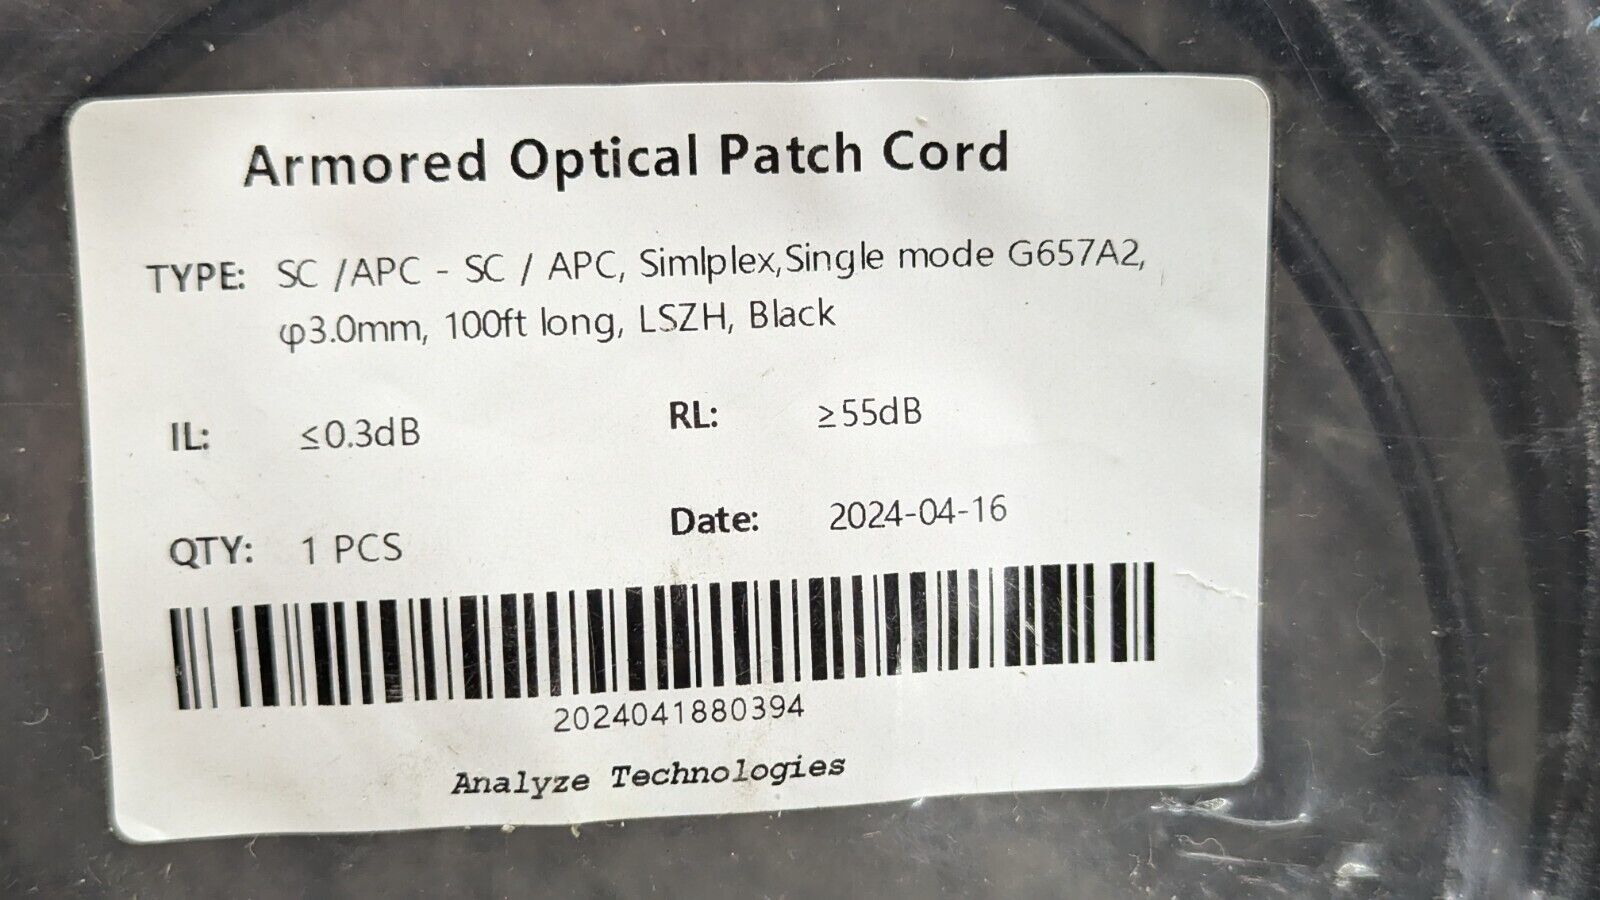 Armored Optical Patch Cord
TYPE: SC /APC - SC / APC, Simlplex,Single mode G657A2,
φ3.0mm, 100ft long, LSZH, Black
IL: ≤0.3dB RL: ≥55dB
QTY: 1 PCS Date: 2024-04-16
2024041880394
Analyze Technologies